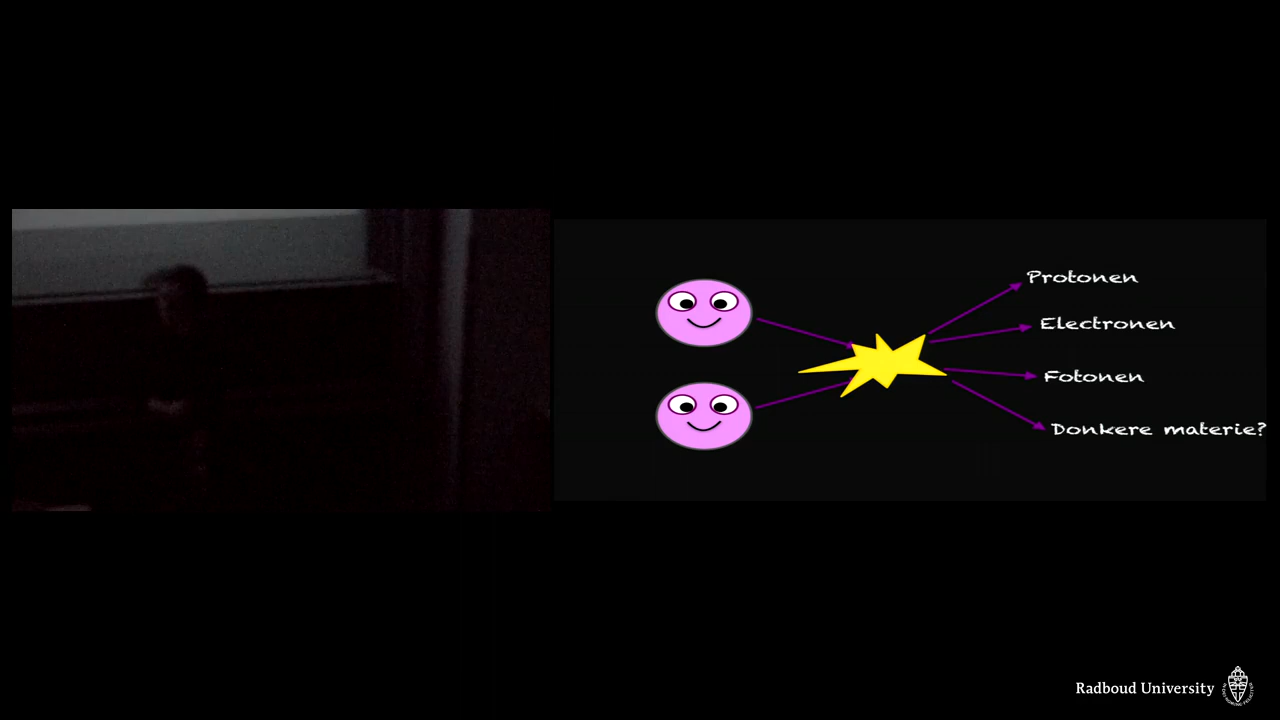 Protonen
Electronen
Fotonen
Donkere materie?
Radboud University